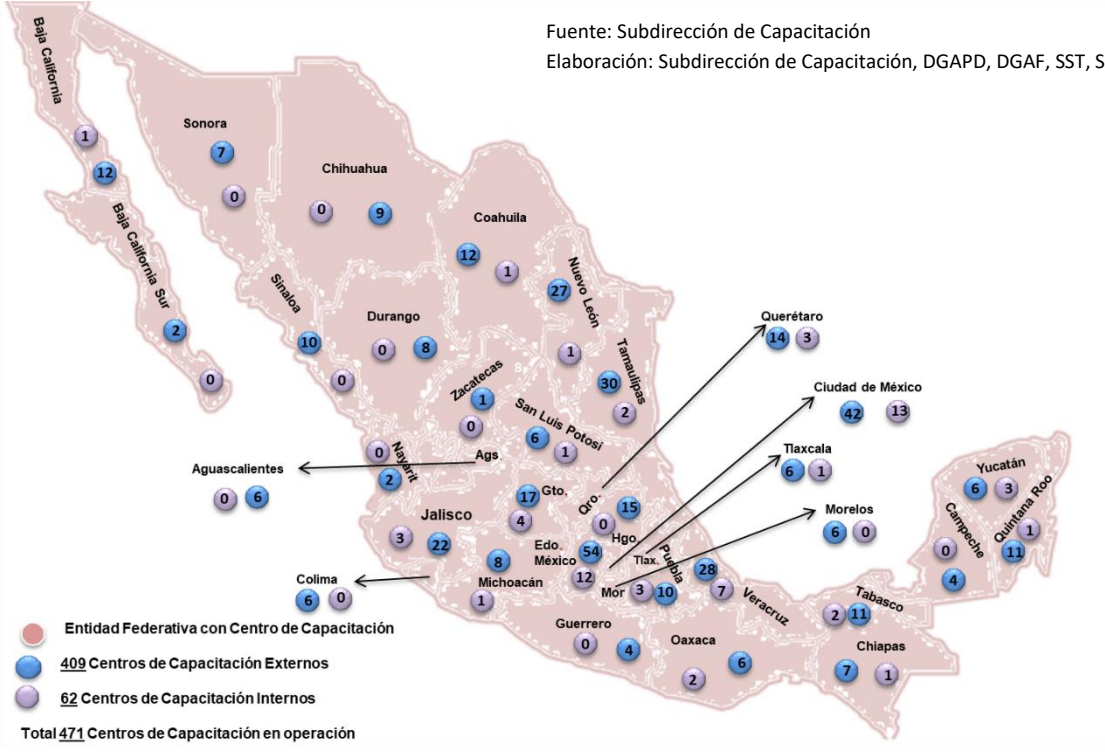 Fuente: Subdirección de Capacitación
Elaboración: Subdirección de Capacitación, DGAPD, DGAF, SST, S
Baja California
1
12
Sonora
7
0
Chihuahua
0
9
Coahuila
12
1
Nuevo León
27
1
Baja California Sur
2
0
Sinaloa
10
0
Durango
0
8
Zacatecas
1
0
Tamaulipas
30
2
San Luis Potosí
6
1
Querétaro
14
3
Ciudad de México
42
13
Tlaxcala
6
1
Morelos
6
0
Nayarit
0
2
Ags
Aguascalientes
0
6
Gto.
17
4
Qro.
15
0
Hgo.
Jalisco
3
22
Edo.
México
54
12
Tlax.
Mor
Puebla
3
10
Michoacán
8
1
Colima
6
0
Veracruz
28
7
Guerrero
0
4
Oaxaca
2
6
Tabasco
2
11
Chiapas
7
1
Campeche
0
4
Yucatán
6
3
Quintana Roo
1
11
Entidad Federativa con Centro de Capacitación
409 Centros de Capacitación Externos
62 Centros de Capacitación Internos
Total 471 Centros de Capacitación en operación